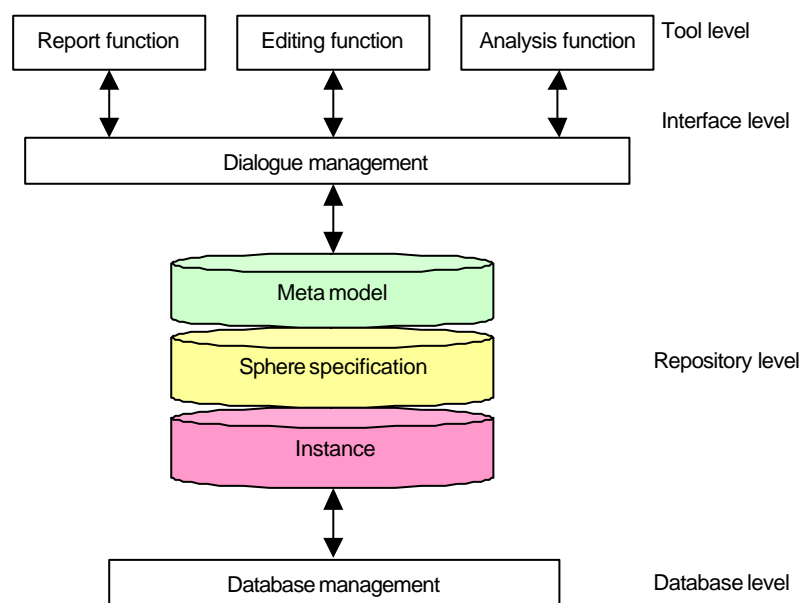 Report function
Editing function
Analysis function
Tool level
Interface level
Dialogue management
Meta model
Sphere specification
Repository level
Instance
Database management
Database level